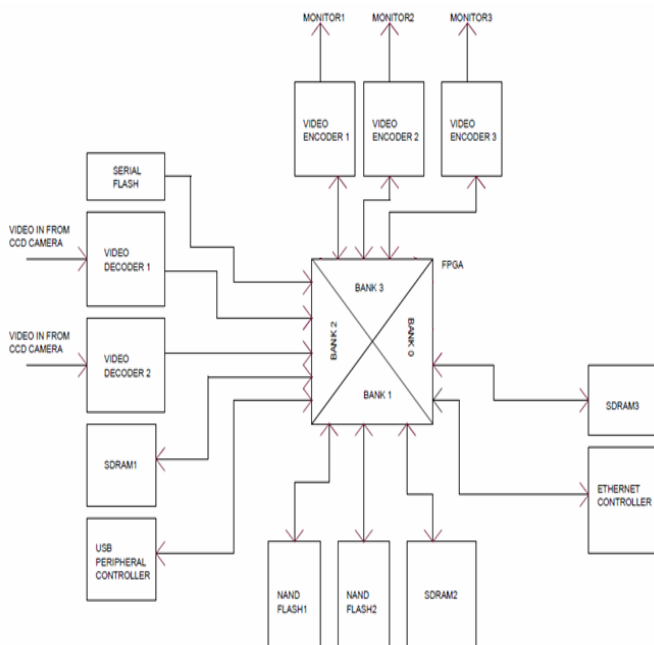 MONITOR1
MONITOR2
MONITOR3
VIDEO
ENCODER 1
VIDEO
ENCODER 2
VIDEO
ENCODER 3
SERIAL
FLASH
VIDEO IN FROM
CCD CAMERA
VIDEO
DECODER 1
FPGA
BANK 3
BANK 2
BANK 0
BANK 1
VIDEO IN FROM
CCD CAMERA
VIDEO
DECODER 2
SDRAM3
SDRAM1
ETHERNET
CONTROLLER
USB
PERIPHERAL
CONTROLLER
NAND
FLASH1
NAND
FLASH2
SDRAM2